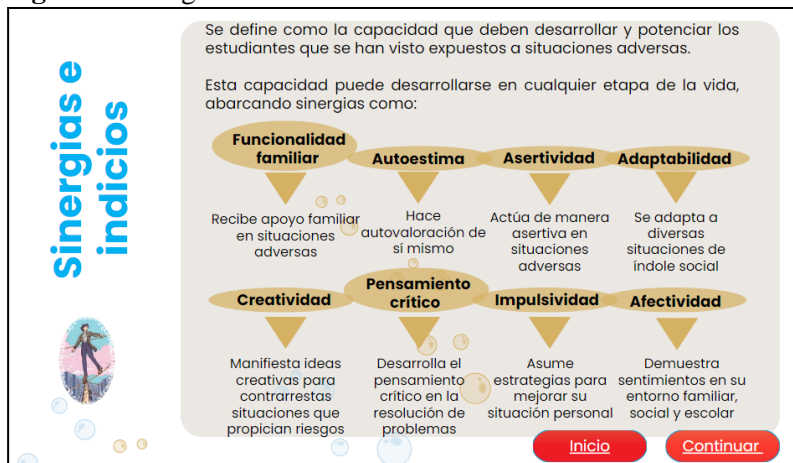 Sinergias e
indicios
Se define como la capacidad que deben desarrollar y potenciar los
estudiantes que se han visto expuestos a situaciones adversas.
Esta capacidad puede desarrollarse en cualquier etapa de la vida,
abarcando sinergias como:
Funcionalidad
familiar
Autoestima
Asertividad
Adaptabilidad
Recibe apoyo familiar
en situaciones
adversas
Hace
autovaloración de
sí mismo
Actúa de manera
asertiva en
situaciones
adversas
Se adapta a
diversas
situaciones de
índole social
Creatividad
Pensamiento
crítico
Impulsividad
Afectividad
Manifiesta ideas
creativas para
contrarrestas
situaciones que
propician riesgos
Desarrolla el
pensamiento
crítico en la
resolución de
problemas
Asume
estrategias para
mejorar su
situación personal
Demuestra
sentimientos en su
entorno familiar,
social y escolar
Inicio
Continuar